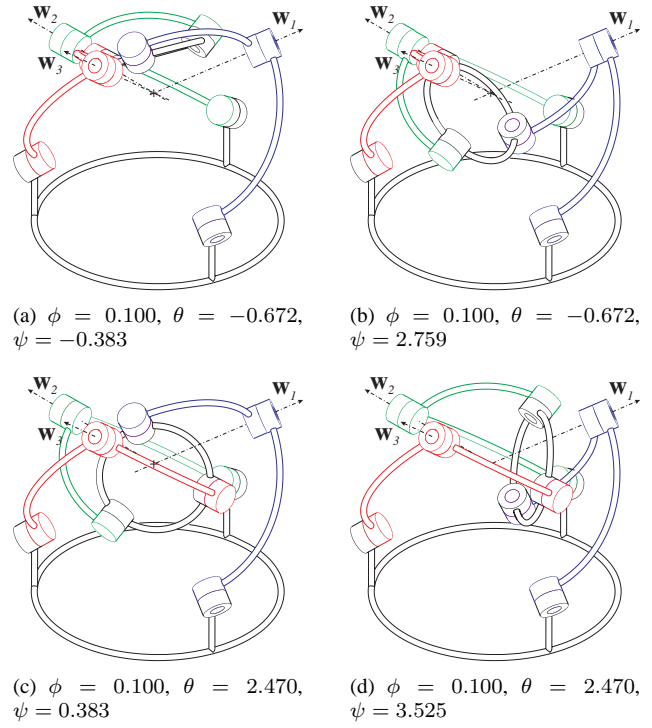 W2 W1
W3
W2 W1
W3
(a) ϕ = 0.100, θ = −0.672,
ψ = −0.383
(b) ϕ = 0.100, θ = −0.672,
ψ = 2.759
W2 W1
W3
W2 W1
W3
(c) ϕ = 0.100, θ = 2.470,
ψ = 0.383
(d) ϕ = 0.100, θ = 2.470,
ψ = 3.525